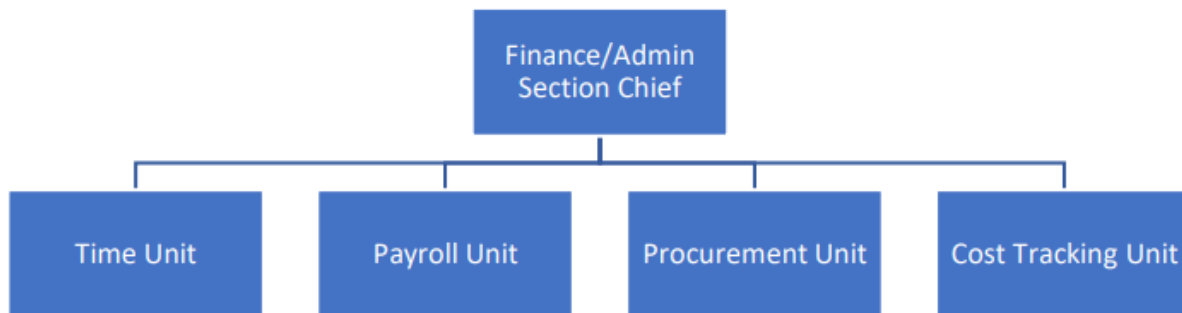 Finance/Admin
Section Chief
Time Unit
Payroll Unit
Procurement Unit
Cost Tracking Unit